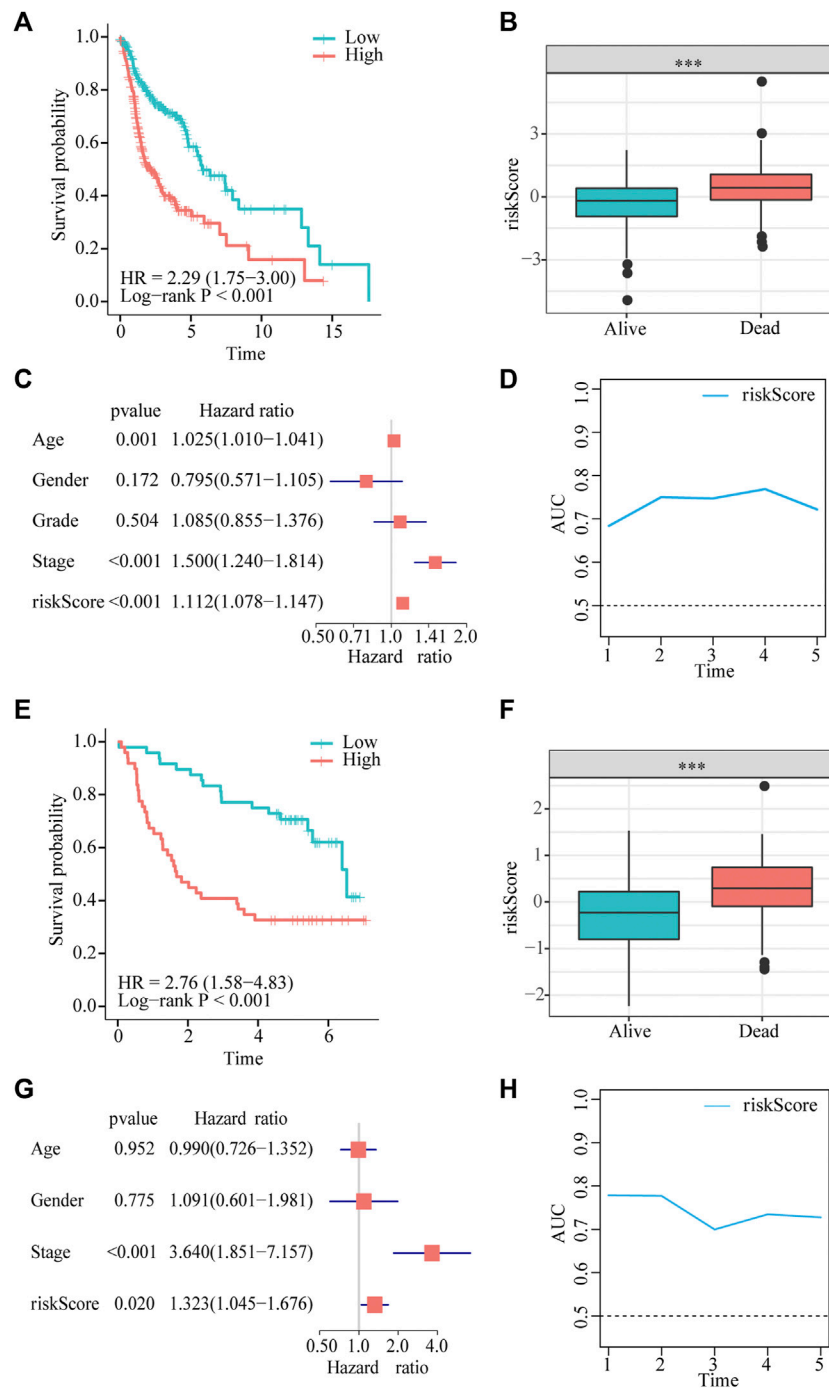 A
Survival probability
1.0
0.8
0.6
0.4
0.2
0.0
Low
High
HR = 2.29 (1.75−3.00)
Log−rank P < 0.001
0 5 10 15
Time
B
***
riskScore
3
0
−3
Alive Dead
C
pvalue Hazard ratio
Age 0.001 1.025(1.010−1.041)
Gender 0.172 0.795(0.571−1.105)
Grade 0.504 1.085(0.855−1.376)
Stage <0.001 1.500(1.240−1.814)
riskScore <0.001 1.112(1.078−1.147)
0.50 0.71 1.0 1.41 2.0
Hazard ratio
D
AUC
1.0
0.9
0.8
0.7
0.5
riskScore
1 2 3 4 5
Time
E
Survival probability
1.0
0.8
0.6
0.4
0.2
0.0
Low
High
HR = 2.76 (1.58−4.83)
Log−rank P < 0.001
0 2 4 6
Time
F
***
riskScore
2
1
0
−1
−2
Alive Dead
G
pvalue Hazard ratio
Age 0.952 0.990(0.726−1.352)
Gender 0.775 1.091(0.601−1.981)
Stage <0.001 3.640(1.851−7.157)
riskScore 0.020 1.323(1.045−1.676)
0.50 1.0 2.0 4.0
Hazard ratio
H
AUC
1.0
0.9
0.8
0.7
0.5
riskScore
1 2 3 4 5
Time